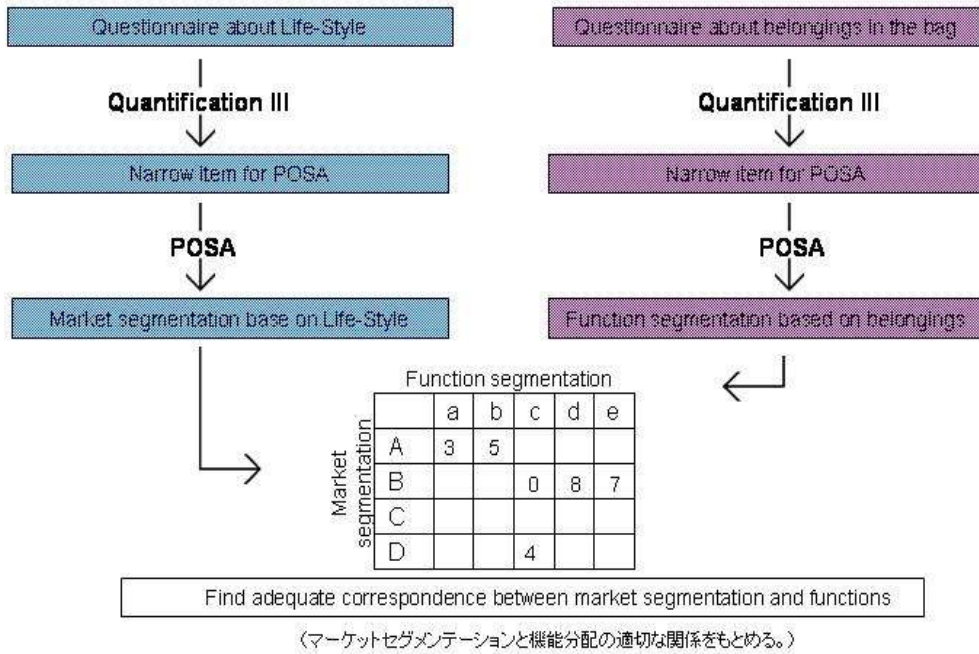 Questionnaire about Life-Style
Quantification III
Narrow item for POSA
POSA
Market segmentation base on Life-Style
Questionnaire about belongings in the bag
Quantification III
Narrow item for POSA
POSA
Function segmentation based on belongings
Function segmentation
Market
segmentation
a b c d e
A 3 5
B 0 8 7
C
D 4
Find adequate correspondence between market segmentation and functions
(マーケットセグメンテーションと機能分配の適切な関係をもとめる。)